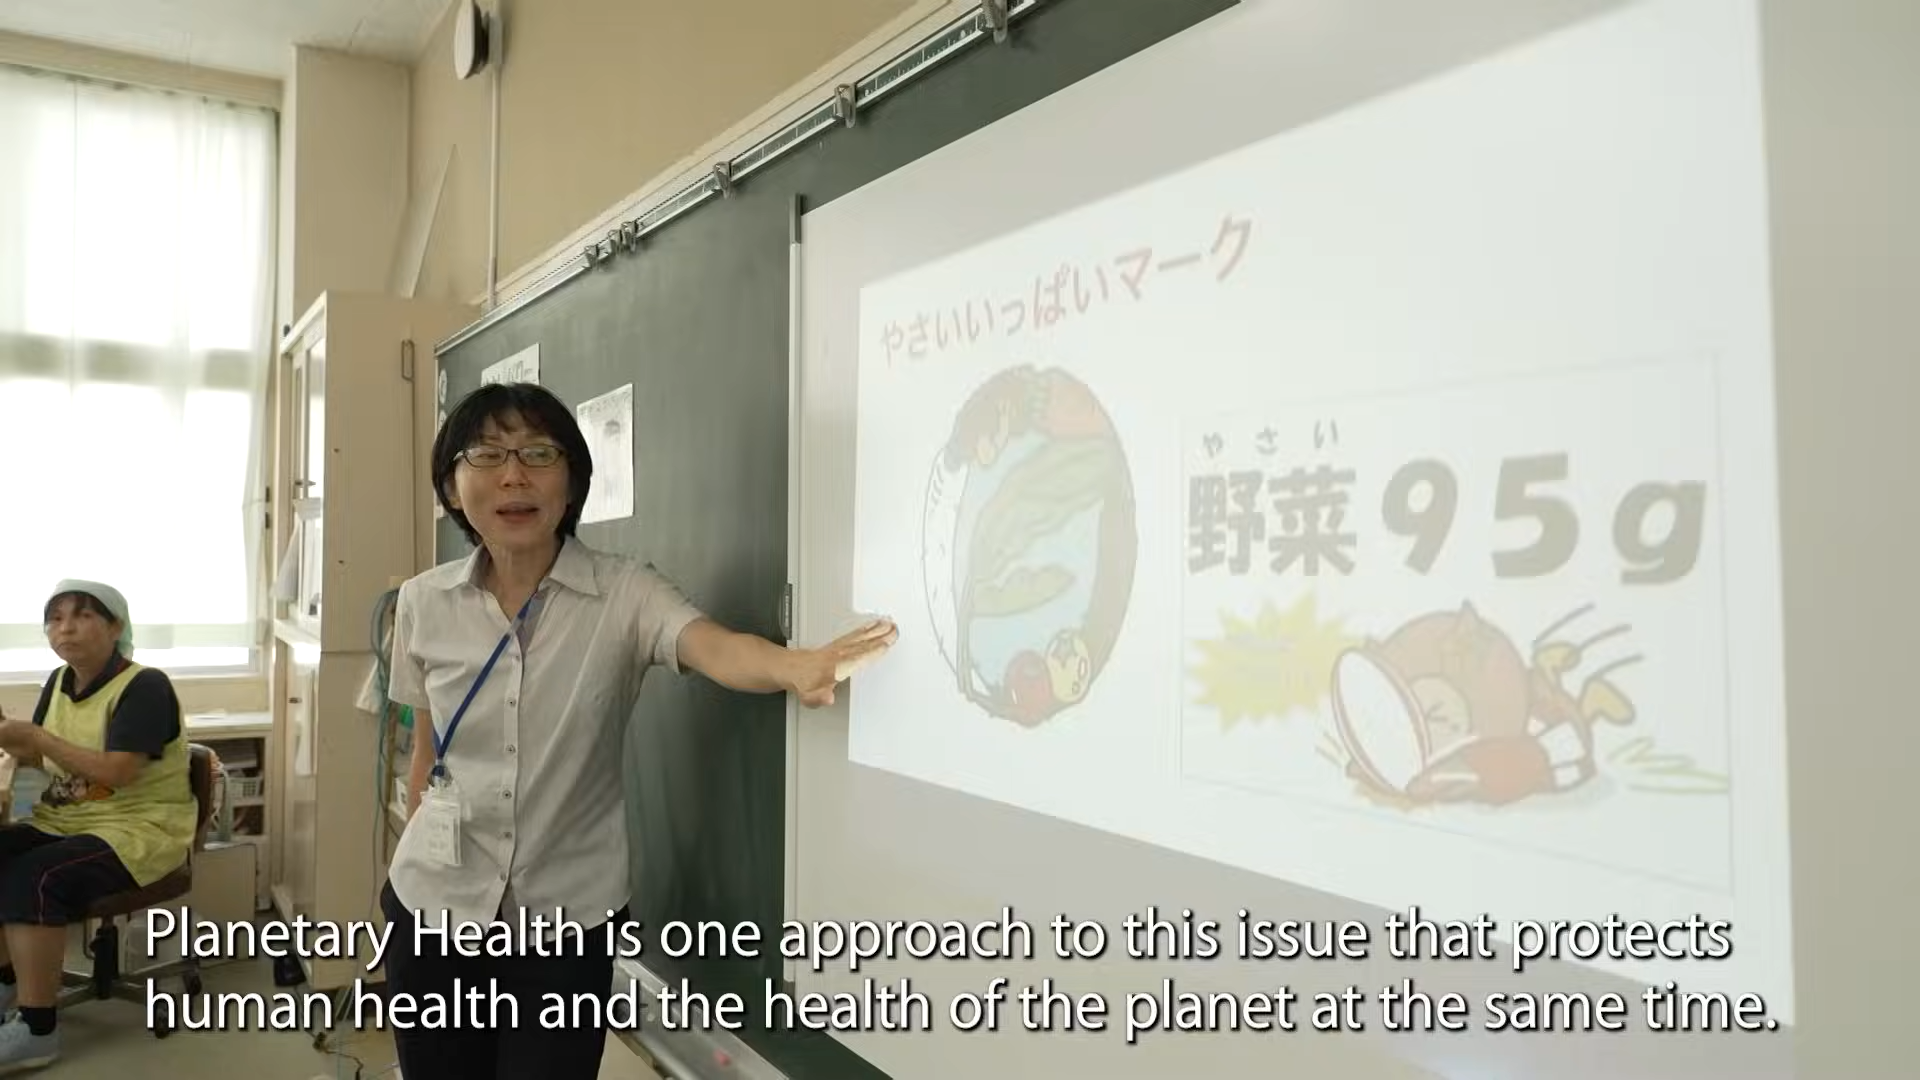 やさいいっぱいマーク
やさい
野菜95g
Planetary Health is one approach to this issue that protects
human health and the health of the planet at the same time.